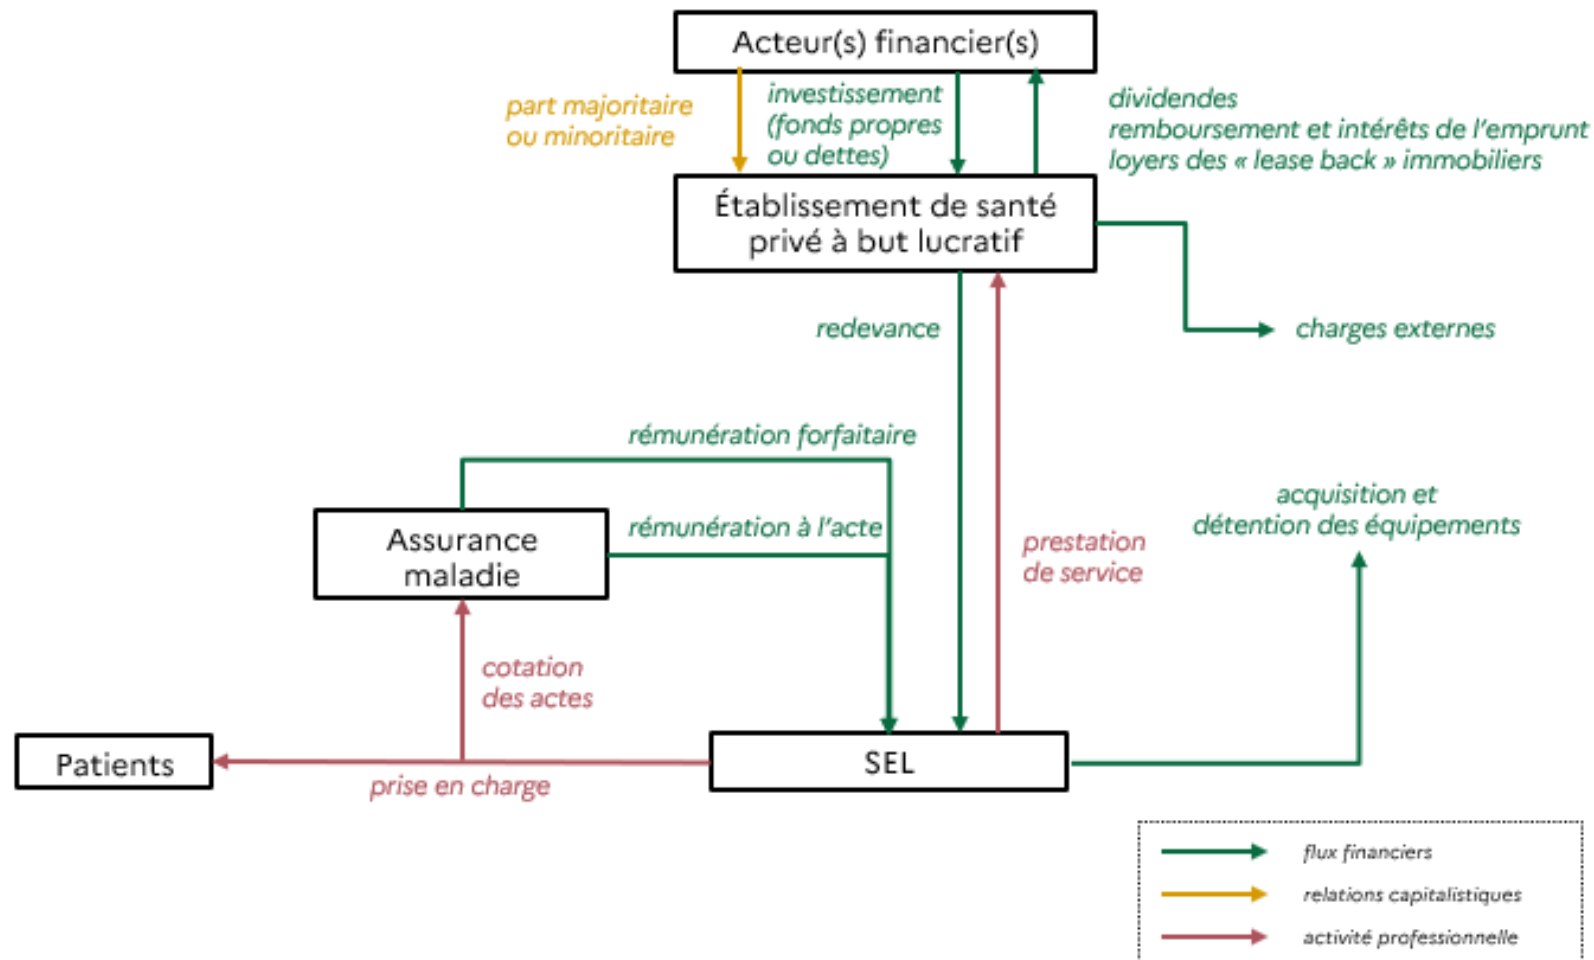 Acteur(s) financier(s)
part majoritaire
ou minoritaire
investissement
(fonds propres
ou dettes)
dividendes
remboursement et intérêts de l'emprunt
loyers des « lease back » immobiliers
Établissement de santé
privé à but lucratif
redevance
charges externes
rémunération forfaitaire
rémunération à l'acte
Assurance
maladie
acquisition et
détention des équipements
prestation
de service
cotation
des actes
Patients
prise en charge
SEL
flux financiers
relations capitalistiques
activité professionnelle